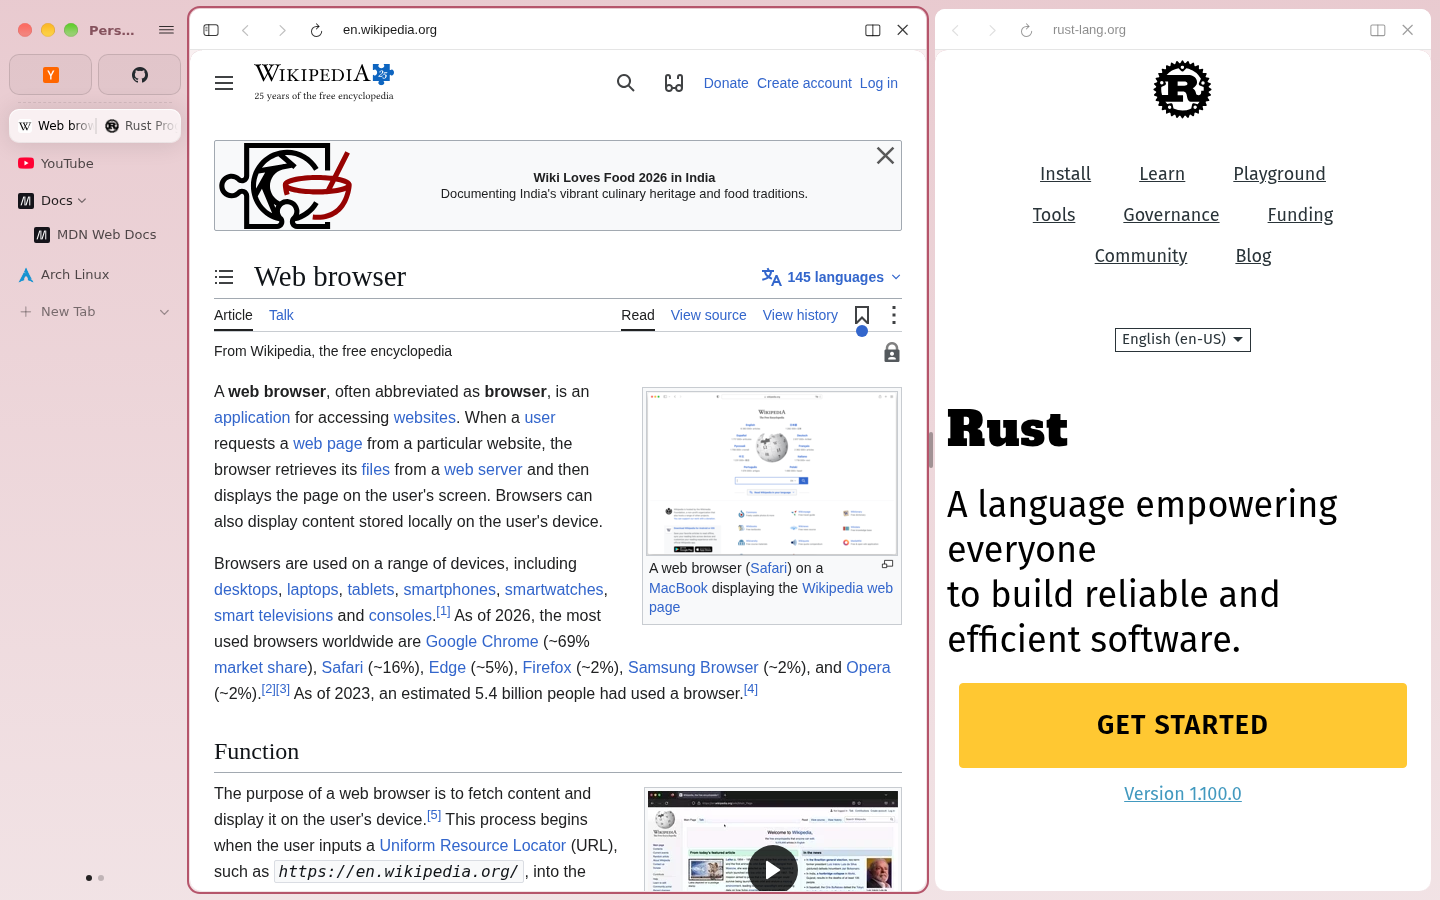 Pers...
Web brow
Rust Pro
YouTube
Docs
MDN Web Docs
Arch Linux
New Tab
en.wikipedia.org
WIKIPEDIA 25
25 years of the free encyclopedia
Donate Create account Log in
Wiki Loves Food 2026 in India
Documenting India's vibrant culinary heritage and food traditions.
Web browser
145 languages
Article Talk Read View source View history
From Wikipedia, the free encyclopedia
A web browser, often abbreviated as browser, is an
application for accessing websites. When a user
requests a web page from a particular website, the
browser retrieves its files from a web server and then
displays the page on the user's screen. Browsers can
also display content stored locally on the user's device.
A web browser (Safari) on a
MacBook displaying the Wikipedia web
page
Browsers are used on a range of devices, including
desktops, laptops, tablets, smartphones, smartwatches,
smart televisions and consoles.[1] As of 2026, the most
used browsers worldwide are Google Chrome (~69%
market share), Safari (~16%), Edge (~5%), Firefox (~2%), Samsung Browser (~2%), and Opera
(~2%).[2][3] As of 2023, an estimated 5.4 billion people had used a browser.[4]
Function
The purpose of a web browser is to fetch content and
display it on the user's device.[5] This process begins
when the user inputs a Uniform Resource Locator (URL),
such as https://en.wikipedia.org/, into the
Welcome to Wikipedia,
rust-lang.org
Install Learn Playground
Tools Governance Funding
Community Blog
English (en-US)
Rust
A language empowering
everyone
to build reliable and
efficient software.
GET STARTED
Version 1.100.0